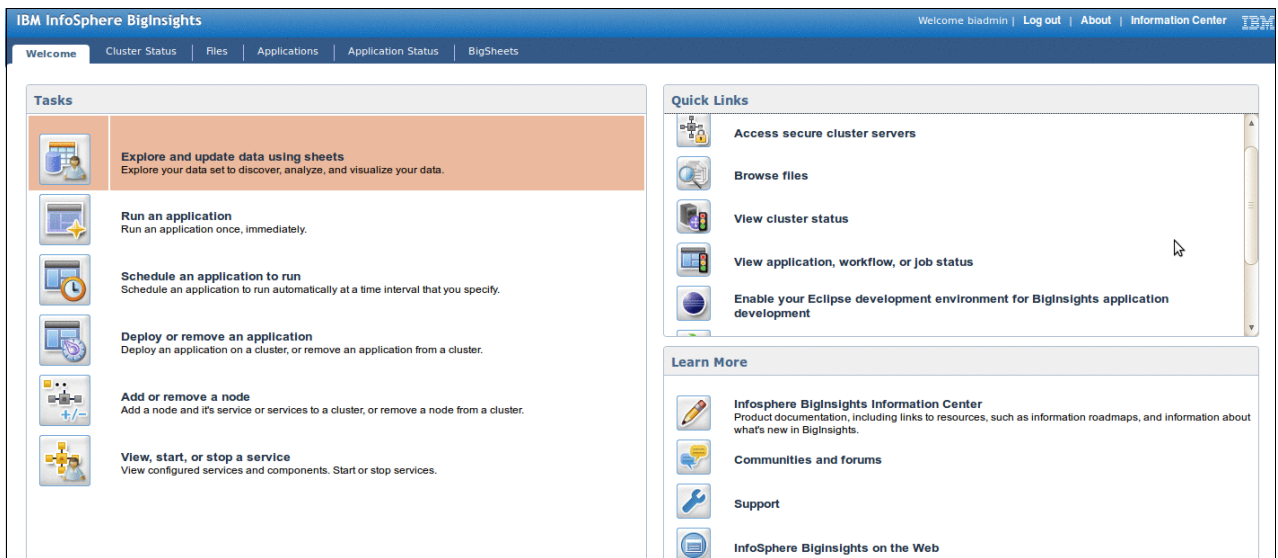 IBM InfoSphere BigInsights
Welcome biadmin | Log out | About | Information Center IBM
Welcome Cluster Status Files Applications Application Status BigSheets
Tasks
Explore and update data using sheets
Explore your data set to discover, analyze, and visualize your data.
Run an application
Run an application once, immediately.
Schedule an application to run
Schedule an application to run automatically at a time interval that you specify.
Deploy or remove an application
Deploy an application on a cluster, or remove an application from a cluster.
Add or remove a node
+/-
Add a node and it's service or services to a cluster, or remove a node from a cluster.
View, start, or stop a service
View configured services and components. Start or stop services.
Quick Links
Access secure cluster servers
Browse files
View cluster status
View application, workflow, or job status
Enable your Eclipse development environment for BigInsights application
development
Learn More
Infosphere BigInsights Information Center
Product documentation, including links to resources, such as information roadmaps, and information about
what's new in BigInsights.
Communities and forums
Support
InfoSphere BigInsights on the Web